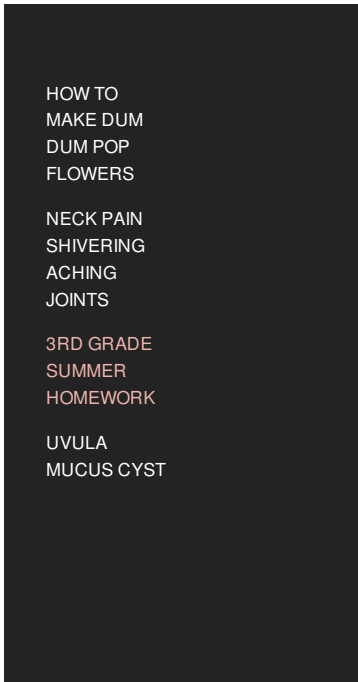 HOW TO
MAKE DUM
DUM POP
FLOWERS
NECK PAIN
SHIVERING
ACHING
JOINTS
3RD GRADE
SUMMER
HOMEWORK
UVULA
MUCUS CYST